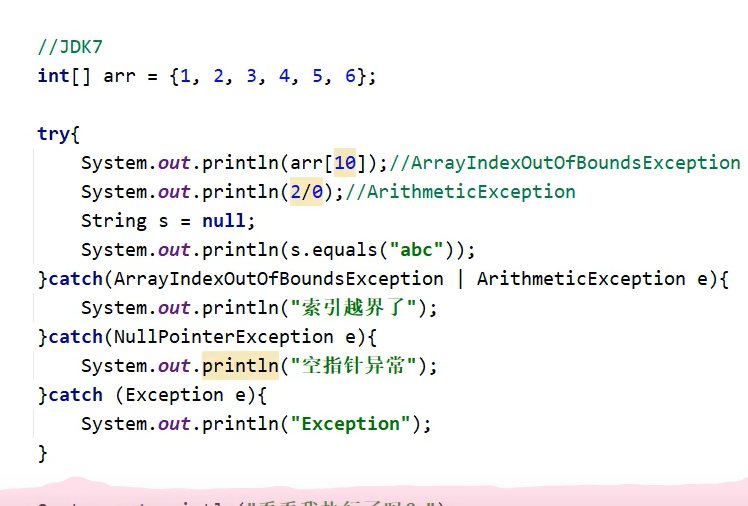 //JDK7
int[] arr = {1, 2, 3, 4, 5, 6};
try{
System.out.println(arr[10]);//ArrayIndexOutOfBoundsException
System.out.println(2/0);//ArithmeticException
String s = null;
System.out.println(s.equals("abc"));
}catch(ArrayIndexOutOfBoundsException | ArithmeticException e){
System.out.println("索引越界了");
}catch(NullPointerException e){
System.out.println("空指针异常");
}catch (Exception e){
System.out.println("Exception");
}